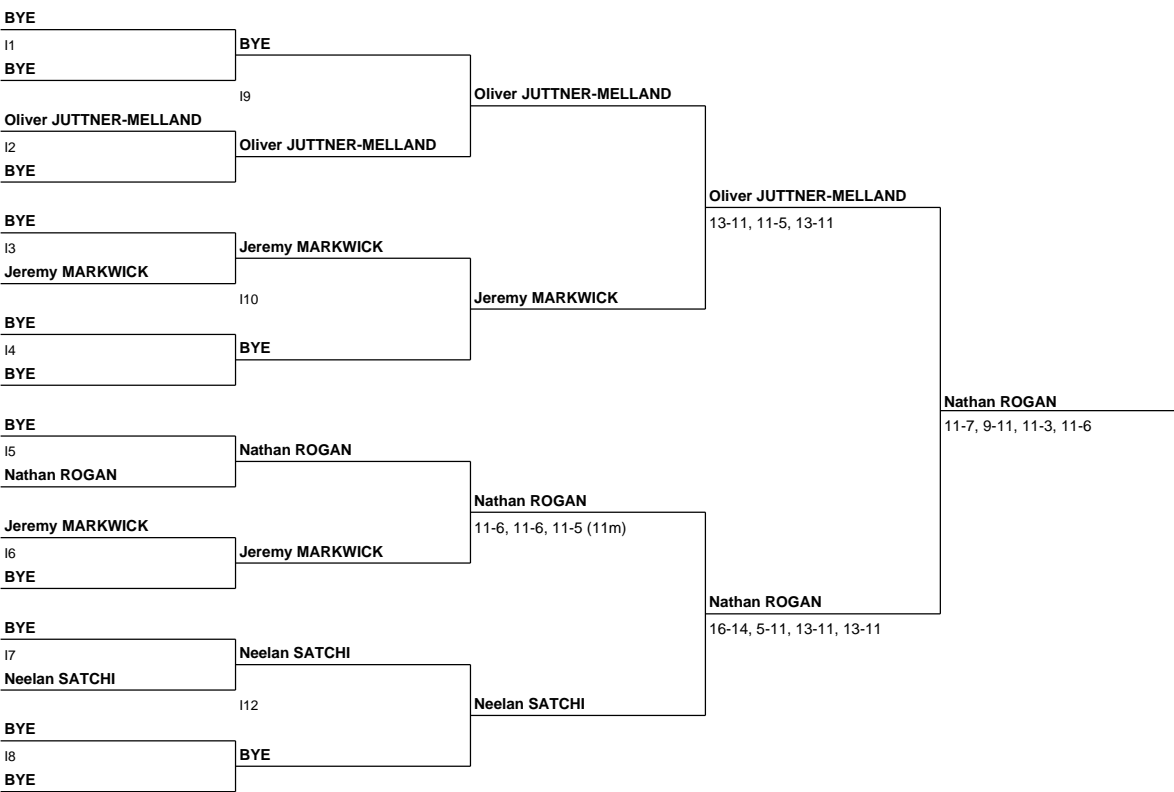 BYE
I1
BYE
BYE
I9
Oliver JUTTNER-MELLAND
Oliver JUTTNER-MELLAND
I2
Oliver JUTTNER-MELLAND
BYE
Oliver JUTTNER-MELLAND
13-11, 11-5, 13-11
BYE
I3
Jeremy MARKWICK
Jeremy MARKWICK
I10
Jeremy MARKWICK
BYE
I4
BYE
BYE
Nathan ROGAN
11-7, 9-11, 11-3, 11-6
BYE
I5
Nathan ROGAN
Nathan ROGAN
Nathan ROGAN
11-6, 11-6, 11-5 (11m)
Jeremy MARKWICK
I6
Jeremy MARKWICK
BYE
Nathan ROGAN
16-14, 5-11, 13-11, 13-11
BYE
I7
Neelan SATCHI
Neelan SATCHI
I12
Neelan SATCHI
BYE
I8
BYE
BYE